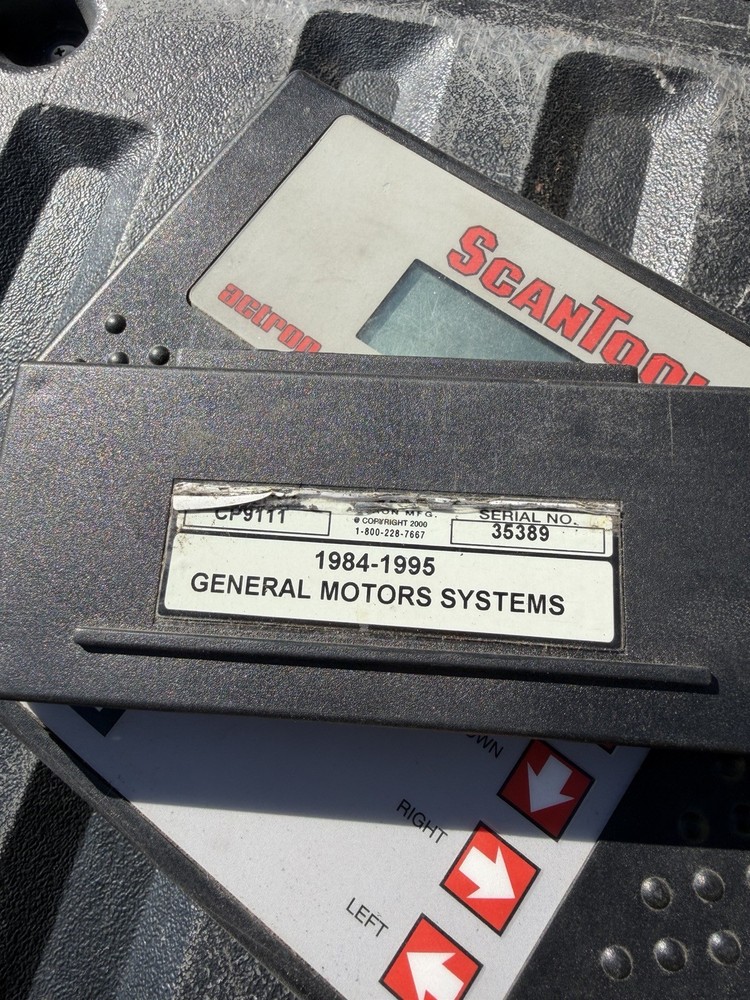 SCANTOOL
actron
CP9111
MFG.
© COPYRIGHT 2000
1-800-228-7667
SERIAL NO.
35389
1984-1995
GENERAL MOTORS SYSTEMS
RIGHT
LEFT